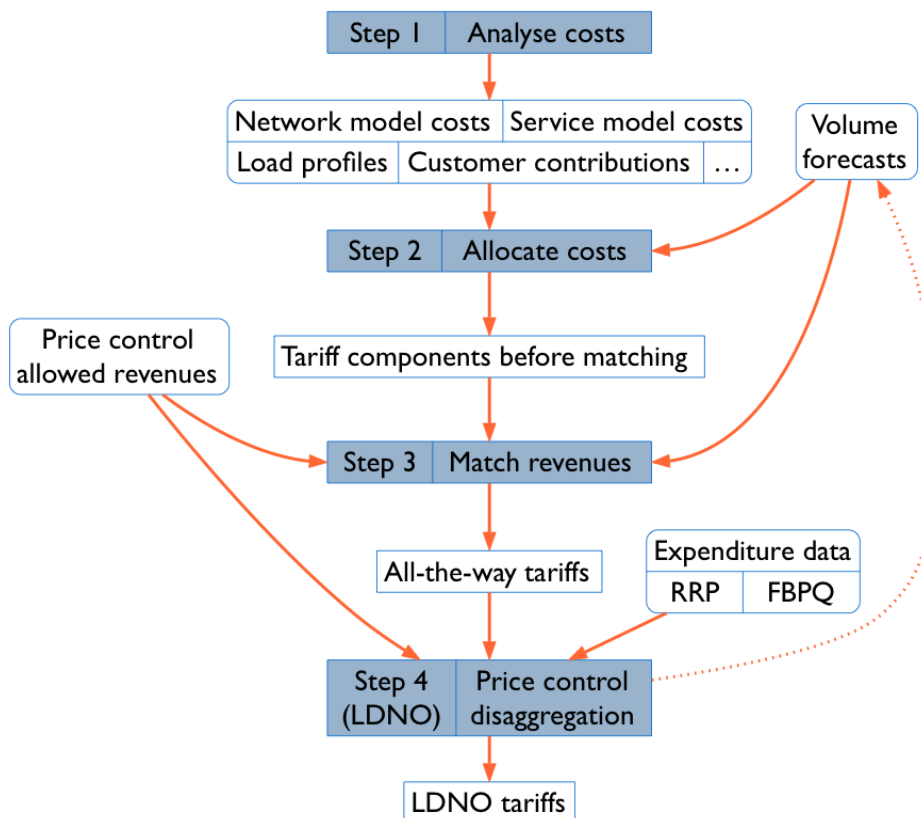 Step 1 Analyse costs
Network model costs Service model costs
Load profiles Customer contributions ...
Volume
forecasts
Step 2 Allocate costs
Price control
allowed revenues
Tariff components before matching
Step 3 Match revenues
All-the-way tariffs
Expenditure data
RRP FBPQ
Step 4
(LDNO)
Price control
disaggregation
LDNO tariffs